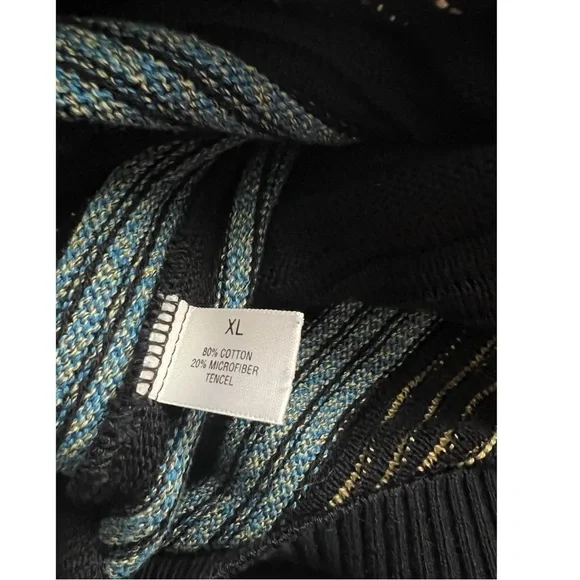 XL
80% COTTON
20% MICROFIBER
TENCEL